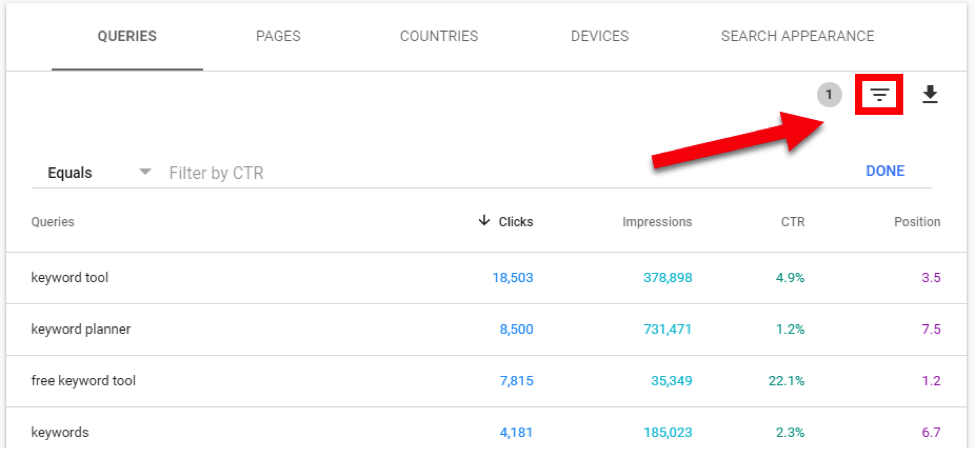 QUERIES PAGES COUNTRIES DEVICES SEARCH APPEARANCE
1
Equals Filter by CTR DONE
Queries Clicks Impressions CTR Position
keyword tool 18,503 378,898 4.9% 3.5
keyword planner 8,500 731,471 1.2% 7.5
free keyword tool 7,815 35,349 22.1% 1.2
keywords 4,181 185,023 2.3% 6.7